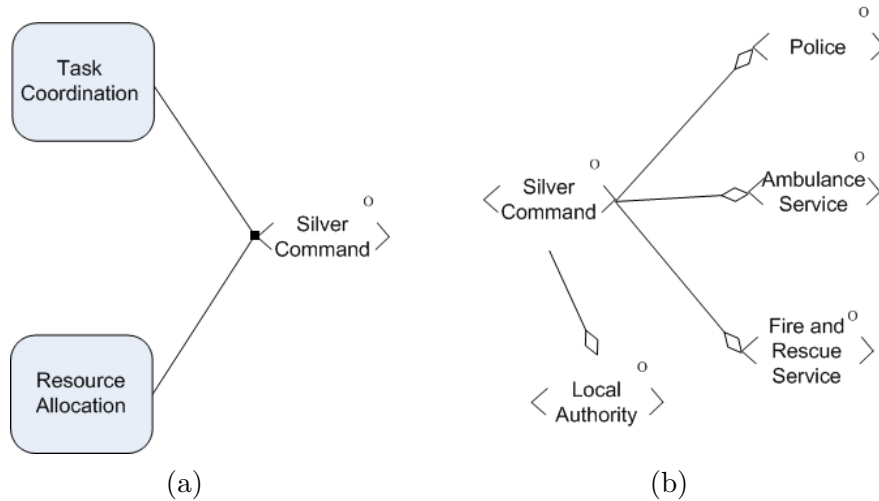 Task
Coordination
O
Silver
Command
Resource
Allocation
(a)
O
Police
O
Silver
Command
O
Ambulance
Service
O
Fire and
Rescue
Service
O
Local
Authority
(b)